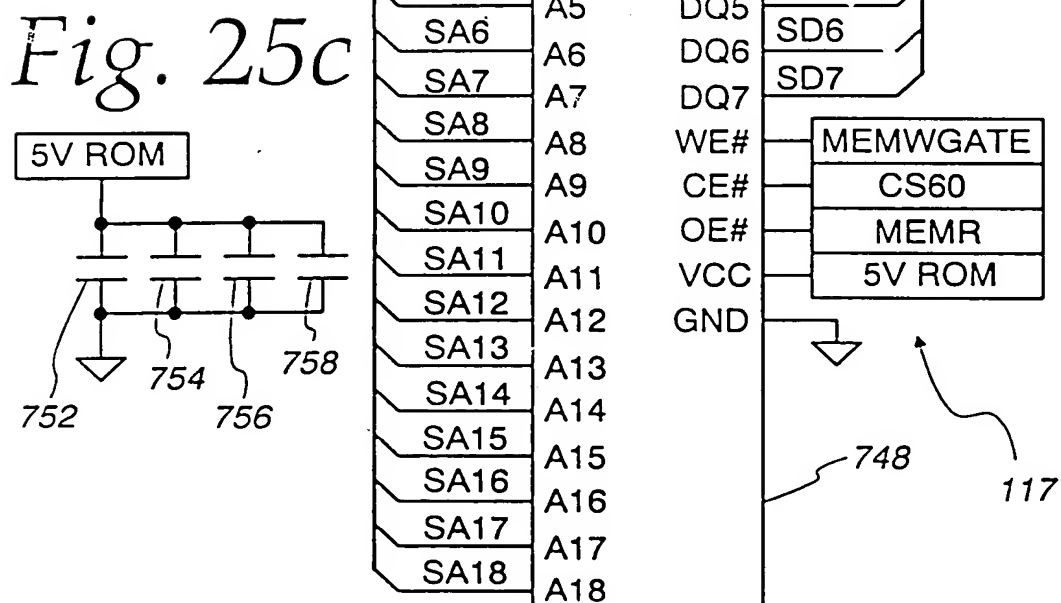 Fig. 25c
5V ROM
752
754
756
758
A5
SA6
A6
SA7
A7
SA8
A8
SA9
A9
SA10
A10
SA11
A11
SA12
A12
SA13
A13
SA14
A14
SA15
A15
SA16
A16
SA17
A17
SA18
A18
DQ5
DQ6
SD6
DQ7
SD7
WE#
MEMWGATE
CE#
CS60
OE#
MEMR
VCC
5V ROM
GND
748
117